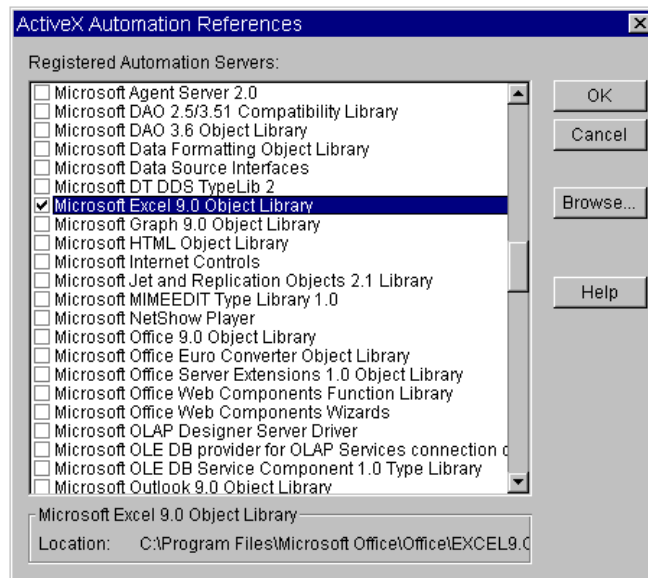 ActiveX Automation References
Registered Automation Servers:
Microsoft Agent Server 2.0
Microsoft DAO 2.5/3.51 Compatibility Library
Microsoft DAO 3.6 Object Library
Microsoft Data Formatting Object Library
Microsoft Data Source Interfaces
Microsoft DT DDS TypeLib 2
Microsoft Excel 9.0 Object Library
Microsoft Graph 9.0 Object Library
Microsoft HTML Object Library
Microsoft Internet Controls
Microsoft Jet and Replication Objects 2.1 Library
Microsoft MIMEEDIT Type Library 1.0
Microsoft NetShow Player
Microsoft Office 9.0 Object Library
Microsoft Office Euro Converter Object Library
Microsoft Office Server Extensions 1.0 Object Library
Microsoft Office Web Components Function Library
Microsoft Office Web Components Wizards
Microsoft OLAP Designer Server Driver
Microsoft OLE DB provider for OLAP Services connection
Microsoft OLE DB Service Component 1.0 Type Library
Microsoft Outlook 9.0 Object Library
OK
Cancel
Browse...
Help
Microsoft Excel 9.0 Object Library
Location: C:\Program Files\Microsoft Office\Office\EXCEL9.